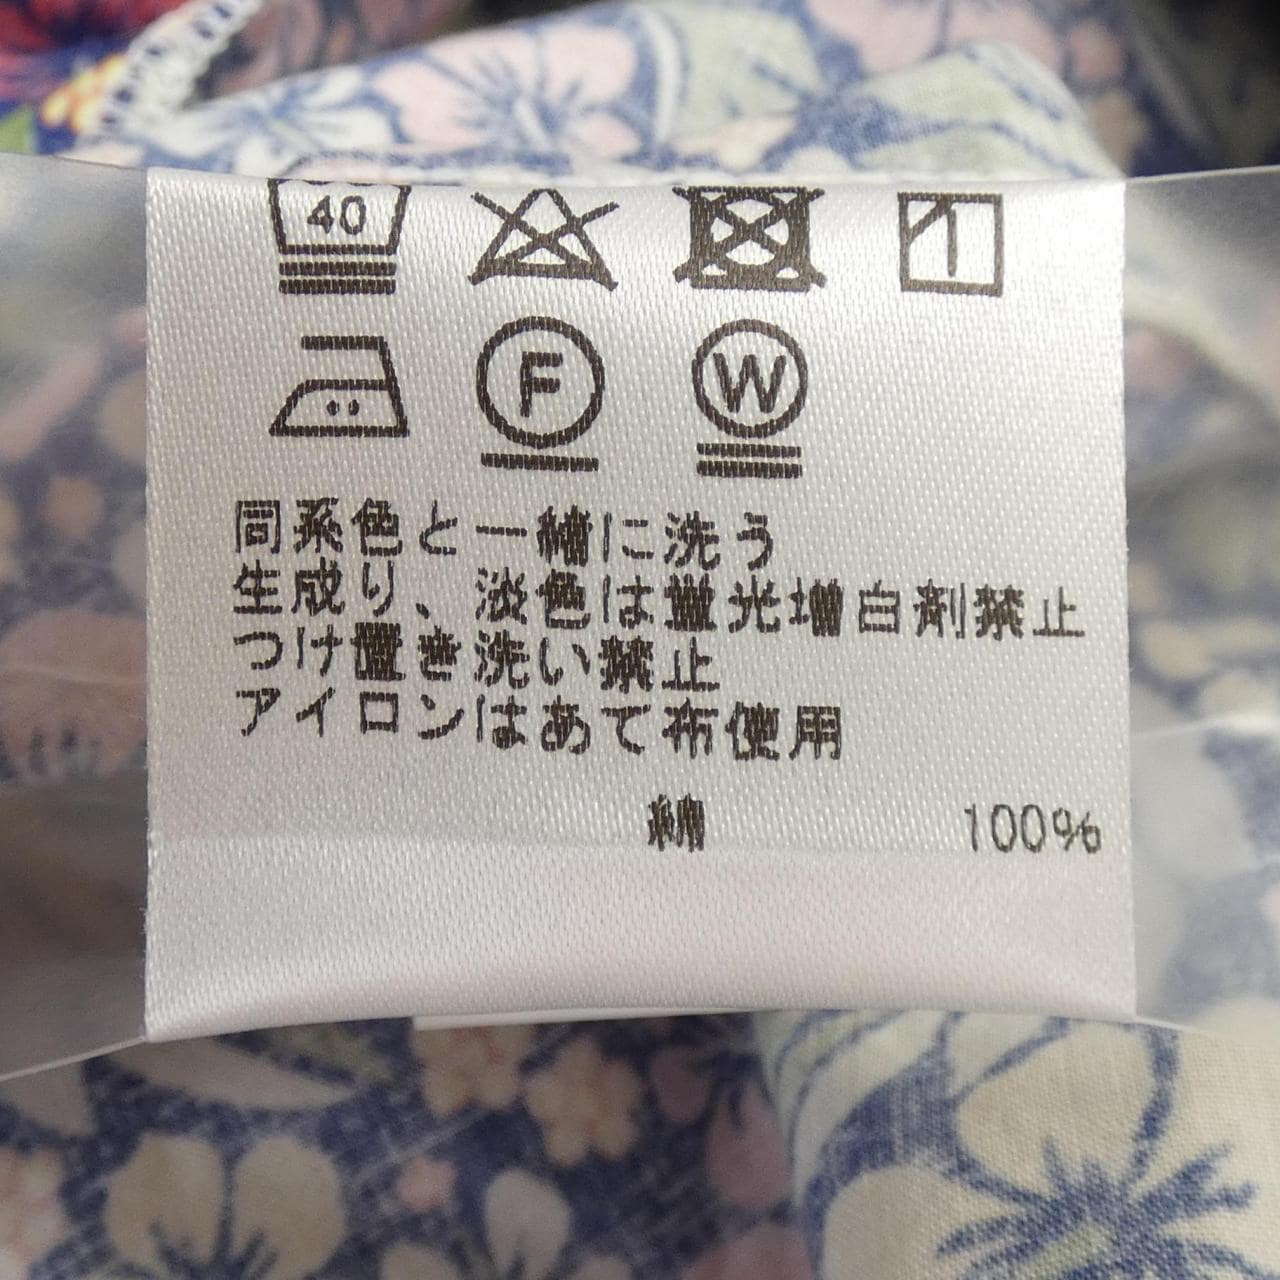 40
F W
同系色と一緒に洗う
生成り、淡色は蛍光増白剤禁止
つけ置き洗い禁止
アイロンはあて布使用
綿 100%